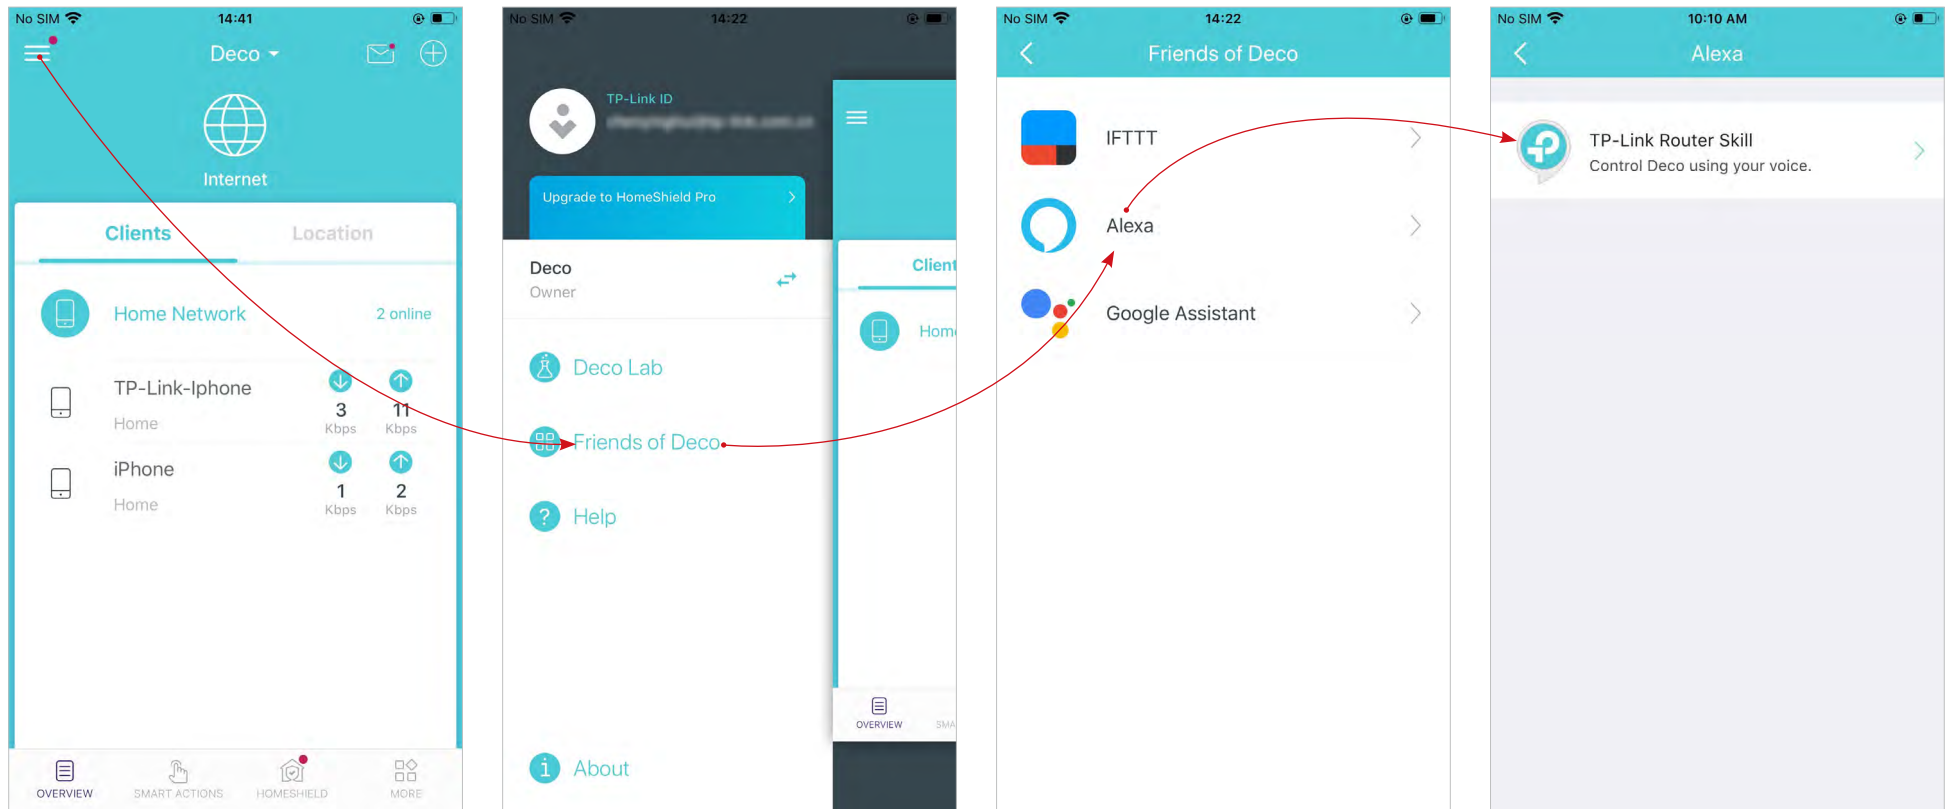 No SIM 14:41
Deco
Internet
Clients Location
Home Network 2 online
TP-Link-Iphone
Home
3 11
Kbps Kbps
iPhone
Home
1 2
Kbps Kbps
OVERVIEW SMART ACTIONS HOMESHIELD MORE
No SIM 14:22
TP-Link ID
Upgrade to HomeShield Pro
Deco
Owner
Deco Lab
Friends of Deco
Help
About
Client
Hom
OVERVIEW SMA
No SIM 14:22
Friends of Deco
IFTTT
Alexa
Google Assistant
No SIM 10:10 AM
Alexa
TP-Link Router Skill
Control Deco using your voice.